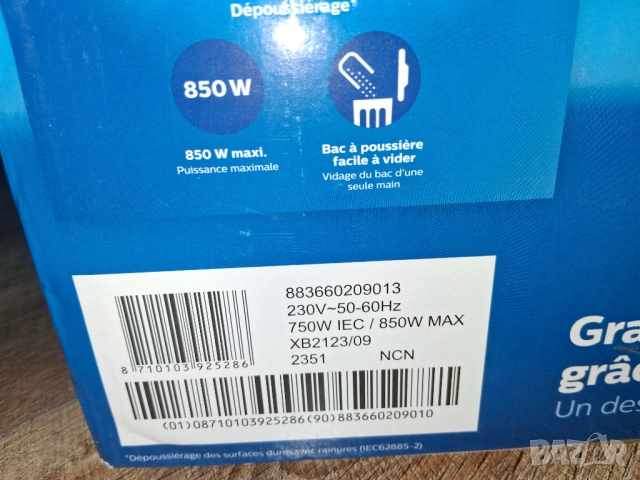 Dépoussiérage*
850 W
850 W maxi.
Puissance maximale
Bac à poussière
facile à vider
Vidage du bac d'une
seule main
883660209013
230V~50-60Hz
750W IEC / 850W MAX
XB2123/09
2351 NCN
8 710103 925286
(01)08710103925286(90)883660209010
Gra
grâc
Un des
*Dépoussiérage des surfaces dures avec rainures (IEC62885-2)
BAZAR